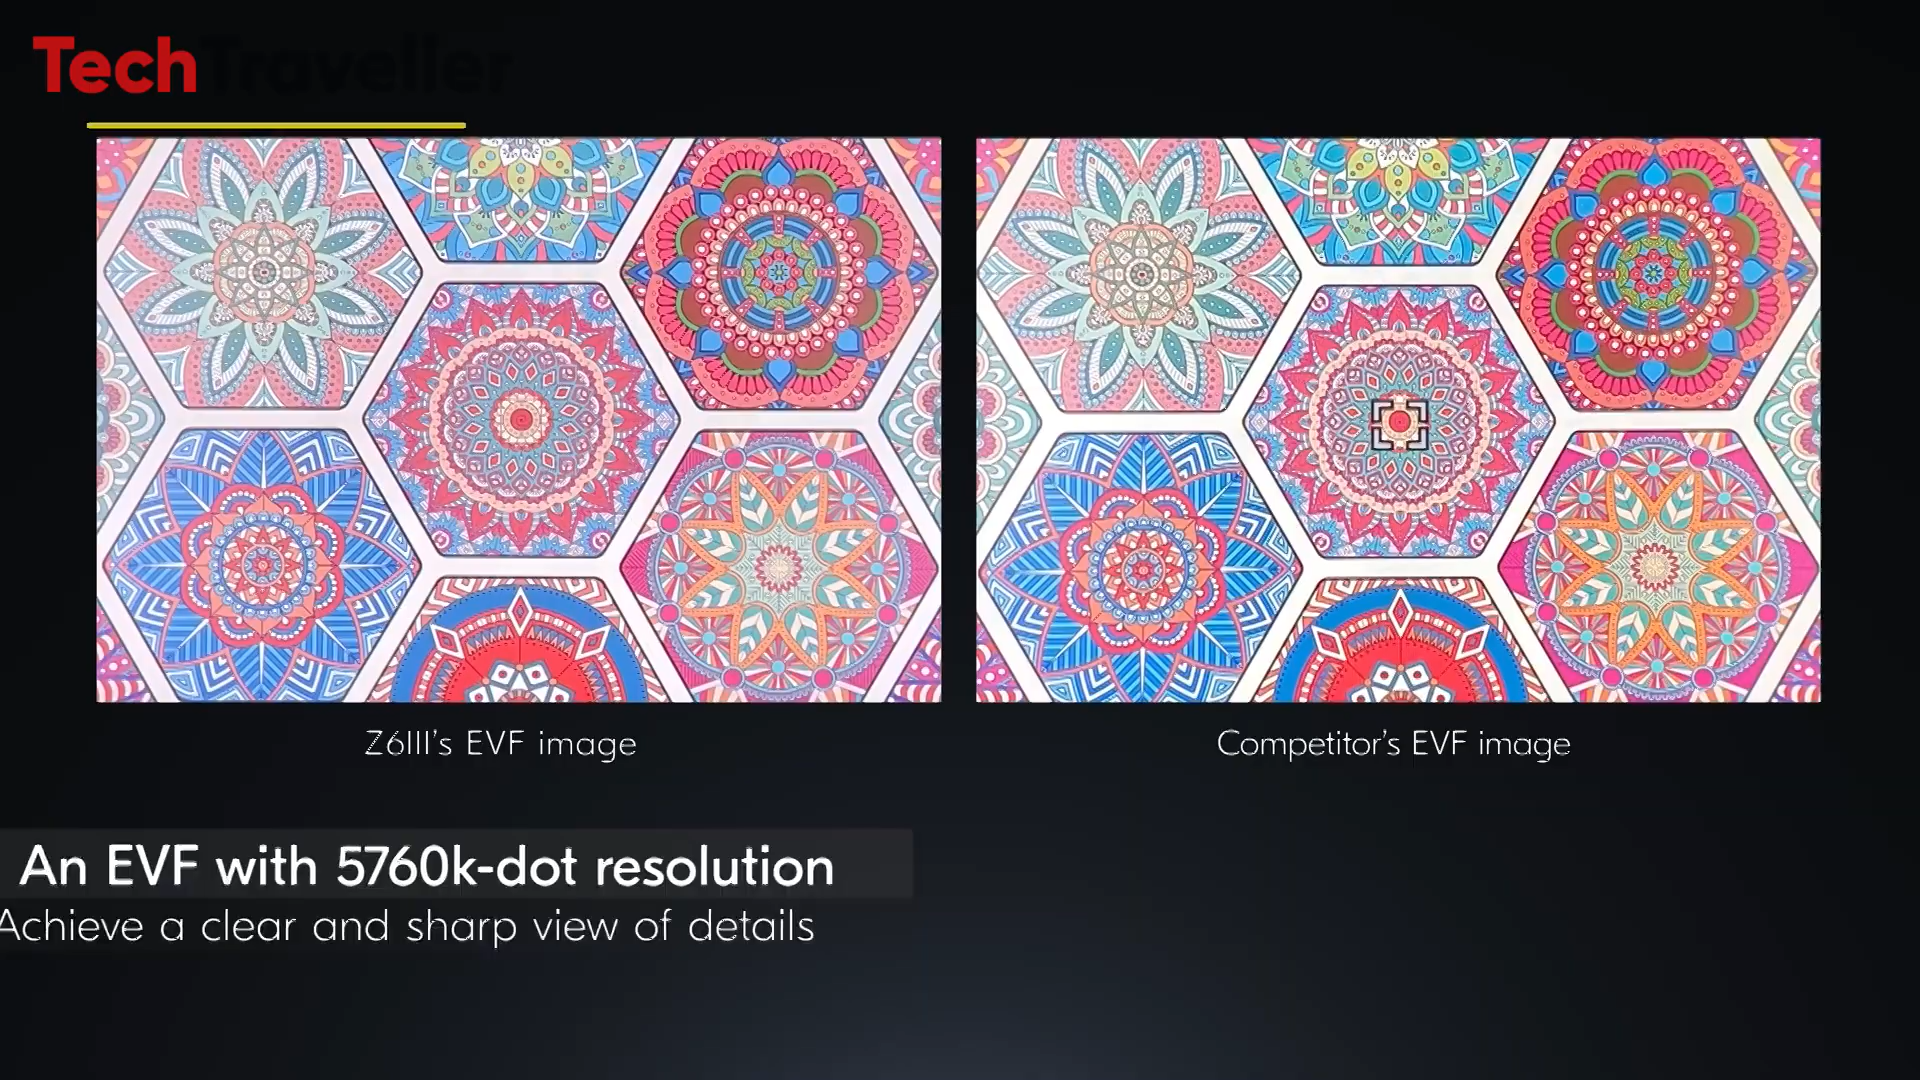 TechTraveller
Z6III's EVF image
Competitor's EVF image
An EVF with 5760k-dot resolution
Achieve a clear and sharp view of details